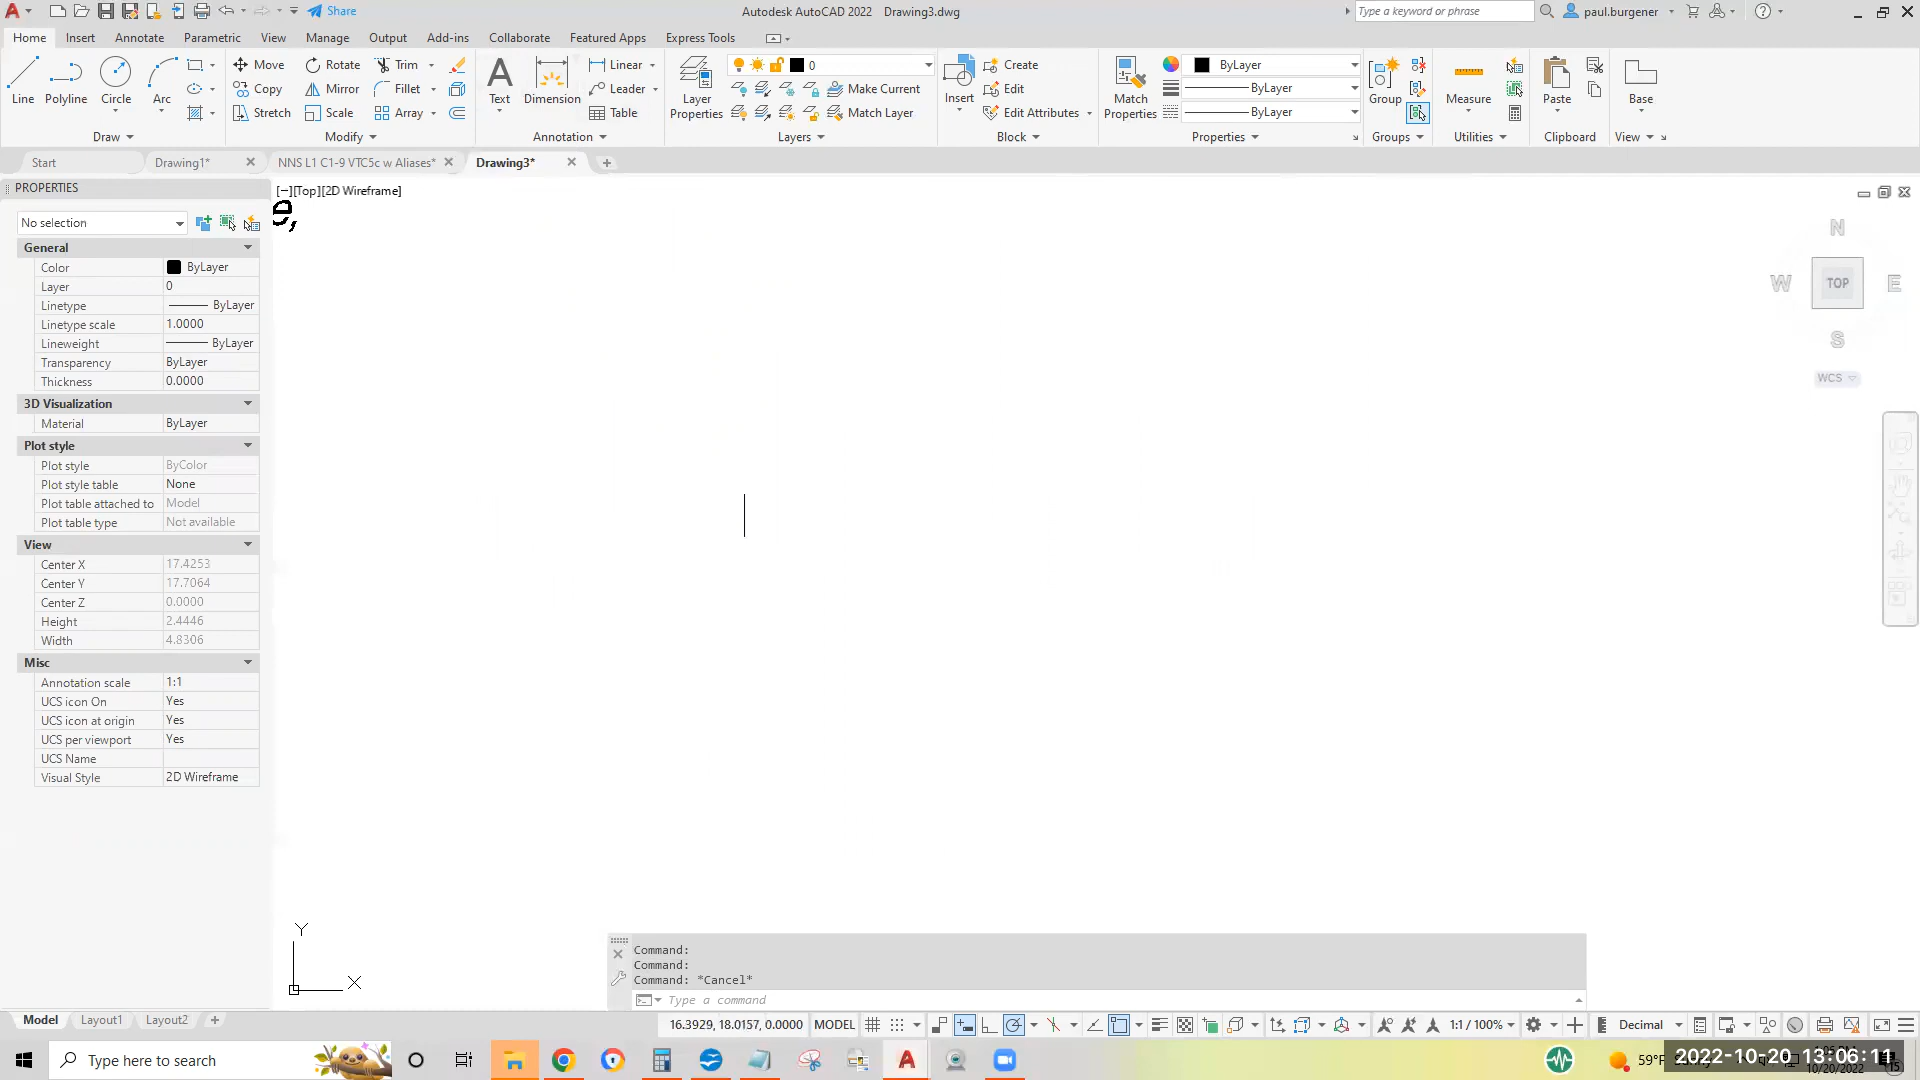 Share
Autodesk AutoCAD 2022 Drawing3.dwg
Type a keyword or phrase
paul.burgener
Home Insert Annotate Parametric View Manage Output Add-ins Collaborate Featured Apps Express Tools
Line Polyline Circle Arc
Move Rotate Trim
Copy Mirror Fillet
Stretch Scale Array
Text Dimension
Linear
Leader
Table
Layer Properties
0
Make Current
Match Layer
Insert
Create
Edit
Edit Attributes
Match Properties
ByLayer
ByLayer
ByLayer
Group
Measure
Paste
Base
Draw Modify Annotation Layers Block Properties Groups Utilities Clipboard View
Start Drawing1* NNS L1 C1-9 VTC5c w Aliases* Drawing3*
PROPERTIES
[−][Top][2D Wireframe]
e,
No selection
General
Color ByLayer
Layer 0
Linetype ByLayer
Linetype scale 1.0000
Lineweight ByLayer
Transparency ByLayer
Thickness 0.0000
3D Visualization
Material ByLayer
Plot style
Plot style ByColor
Plot style table None
Plot table attached to Model
Plot table type Not available
View
Center X 17.4253
Center Y 17.7064
Center Z 0.0000
Height 2.4446
Width 4.8306
Misc
Annotation scale 1:1
UCS icon On Yes
UCS icon at origin Yes
UCS per viewport Yes
UCS Name
Visual Style 2D Wireframe
N
W TOP E
S
WCS
Y
X
Command:
Command:
Command: *Cancel*
Type a command
Model Layout1 Layout2
16.3929, 18.0157, 0.0000 MODEL
1:1 / 100%
Decimal
Type here to search
59°F
2022-10-20 13:06:11
10/20/2022